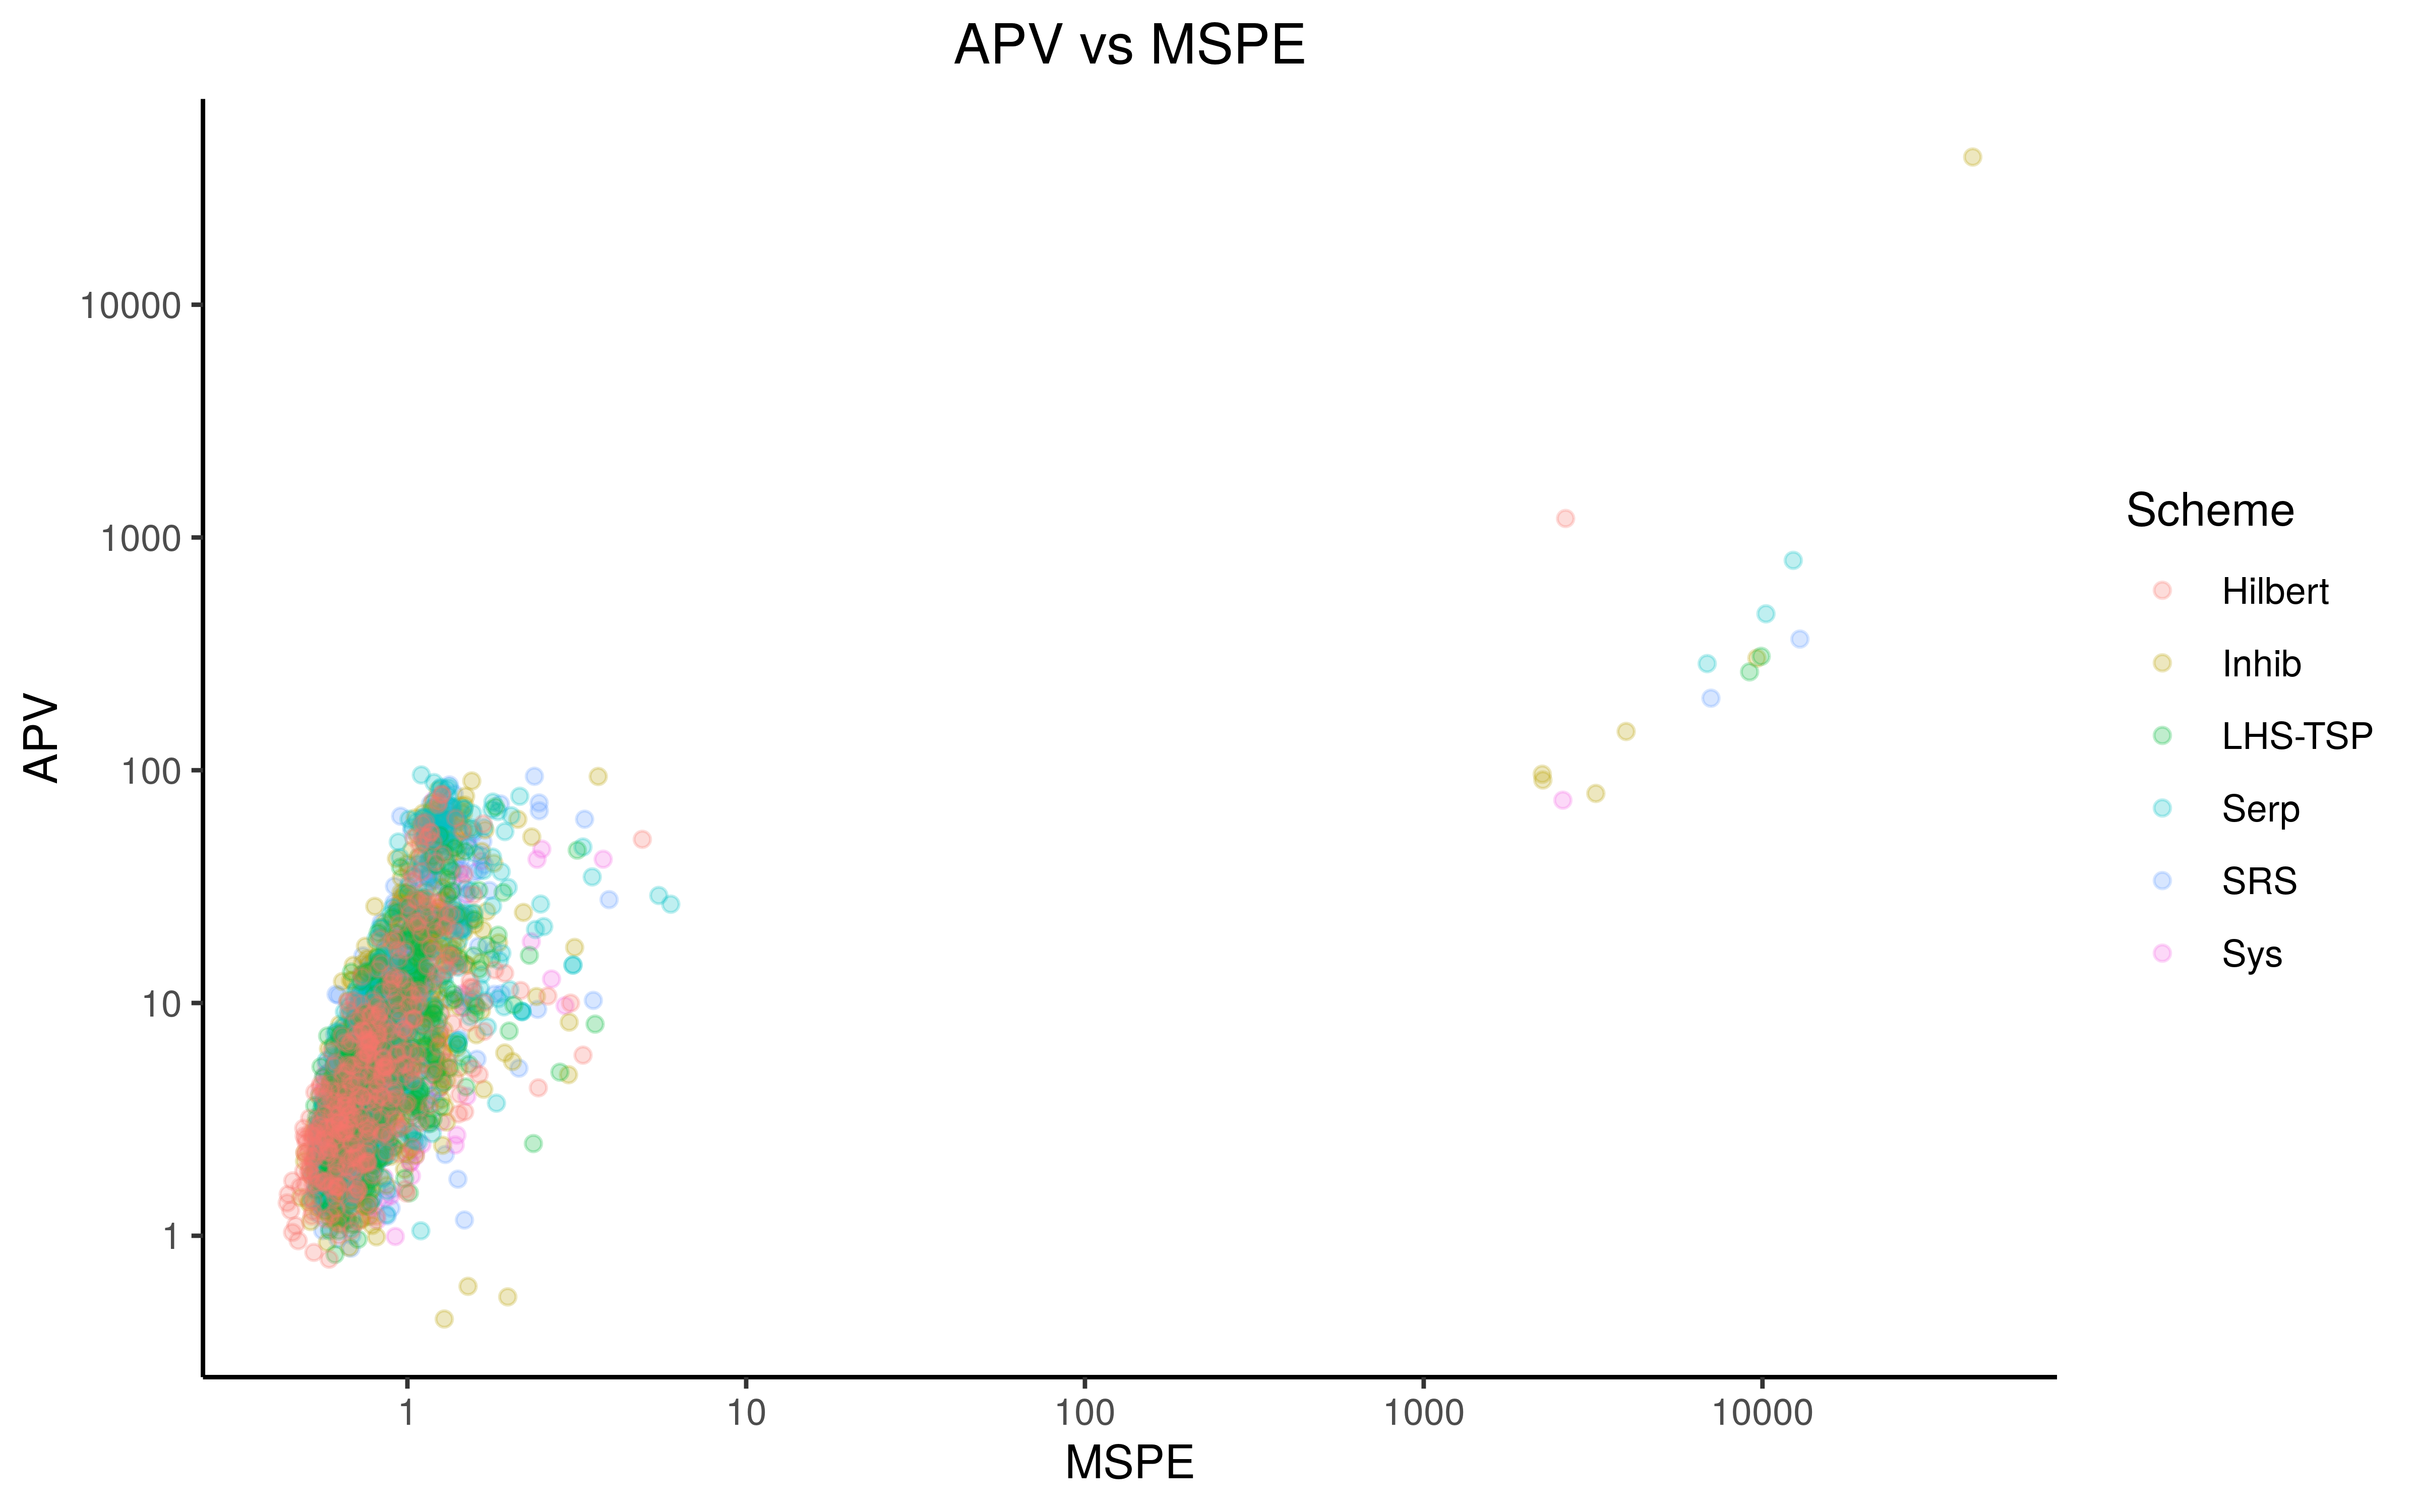 APV vs MSPE
10000
1000
100
10
1
APV
1
10
100
1000
10000
MSPE
Scheme
Hilbert
Inhib
LHS-TSP
Serp
SRS
Sys